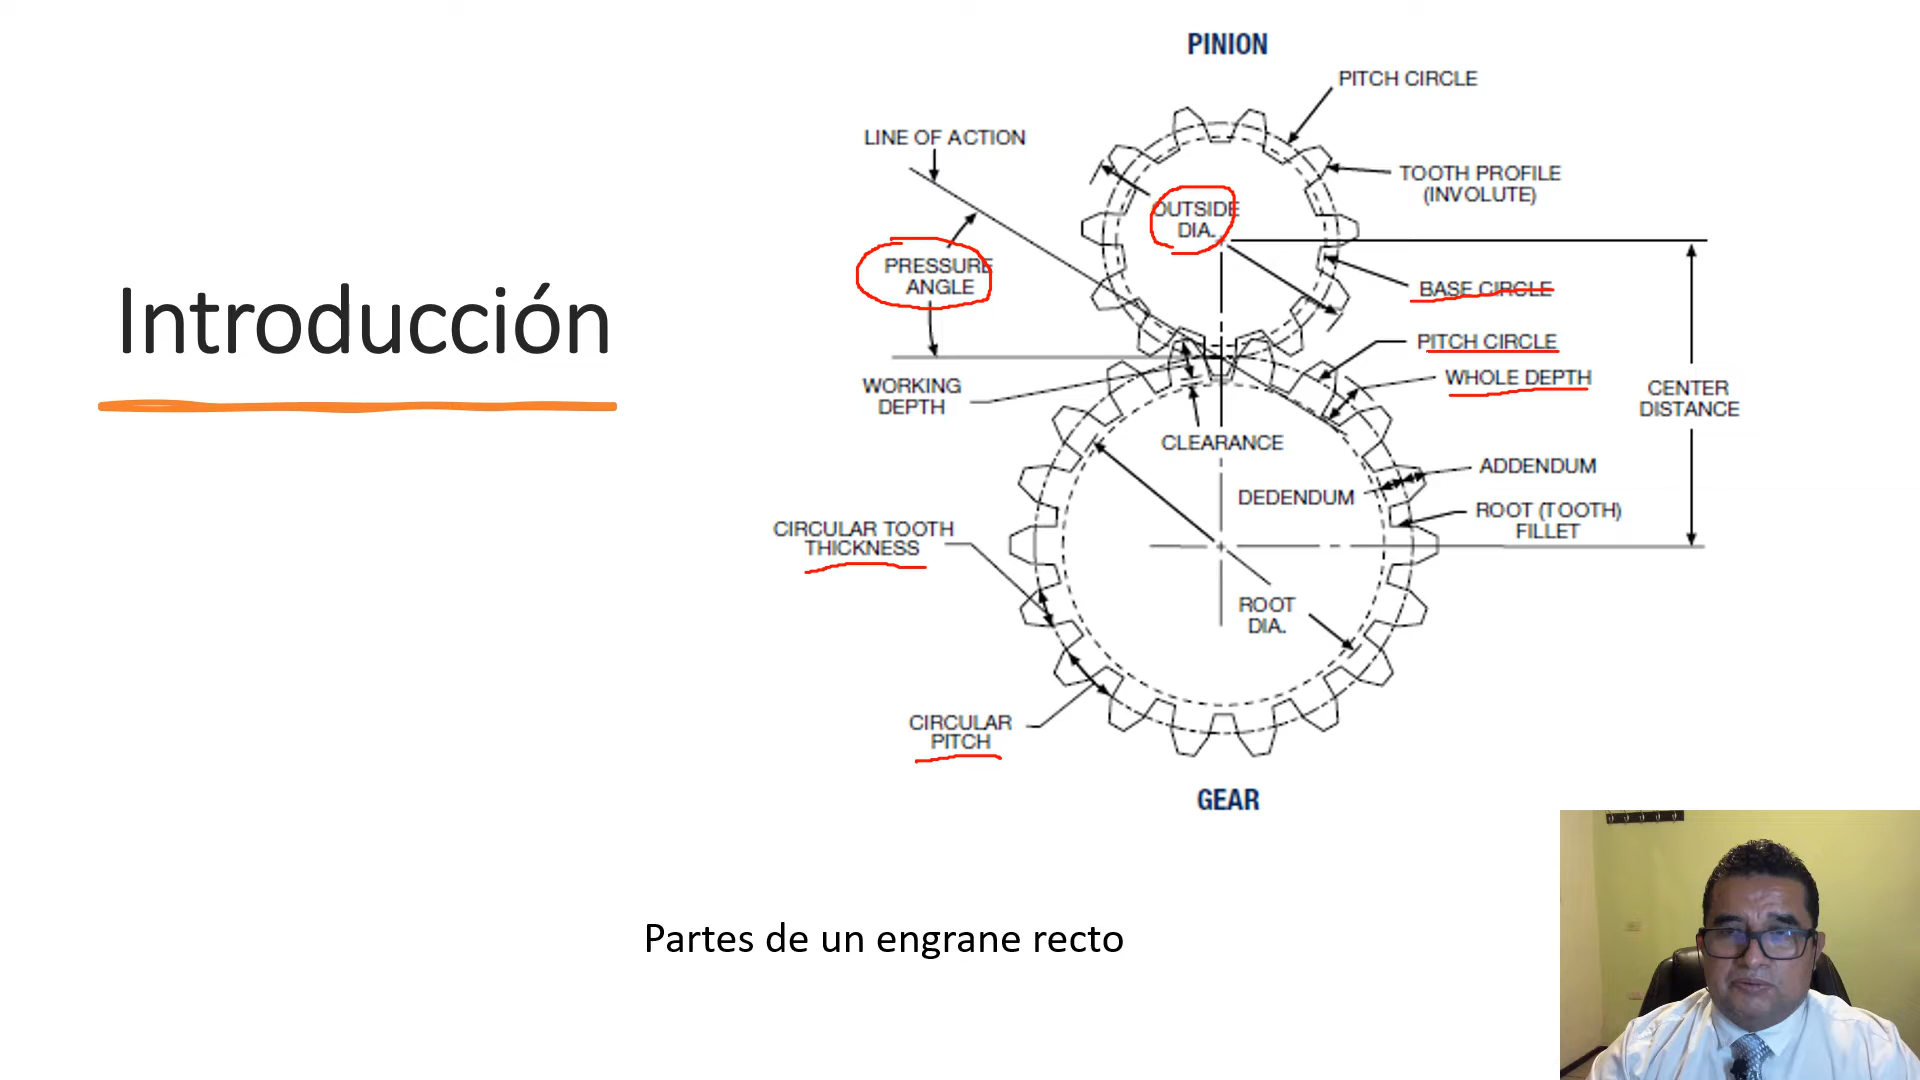 PINION
PITCH CIRCLE
LINE OF ACTION
TOOTH PROFILE
(INVOLUTE)
OUTSIDE
DIA.
PRESSURE
ANGLE
BASE CIRCLE
Introducción
PITCH CIRCLE
WHOLE DEPTH
WORKING
DEPTH
CENTER
DISTANCE
CLEARANCE
ADDENDUM
DEDENDUM
ROOT (TOOTH)
FILLET
CIRCULAR TOOTH
THICKNESS
ROOT
DIA.
CIRCULAR
PITCH
GEAR
Partes de un engrane recto